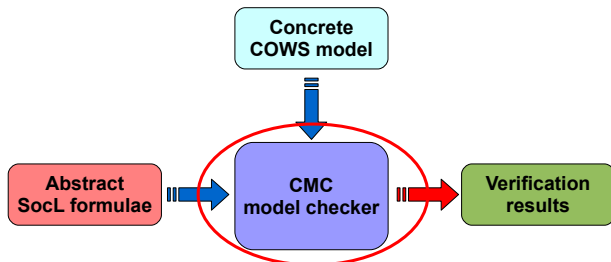 Concrete
COWS model
Abstract
SocL formulae
CMC
model checker
Verification
results